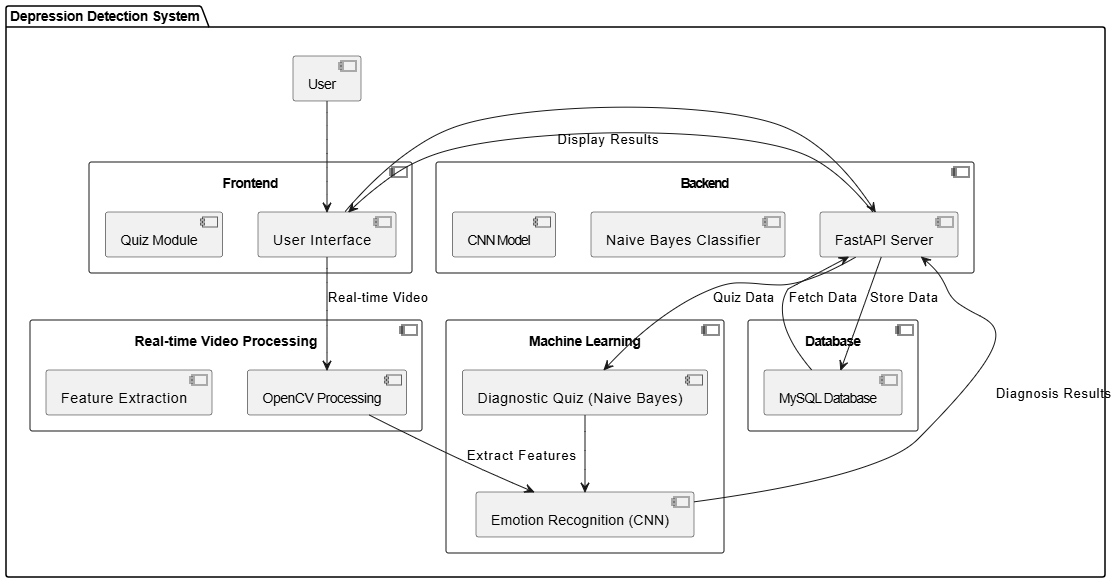 Depression Detection System
User
Display Results
Frontend
Backend
Quiz Module
User Interface
CNN Model
Naive Bayes Classifier
FastAPI Server
Real-time Video
Quiz Data
Fetch Data
Store Data
Real-time Video Processing
Machine Learning
Database
Feature Extraction
OpenCV Processing
Diagnostic Quiz (Naive Bayes)
MySQL Database
Diagnosis Results
Extract Features
Emotion Recognition (CNN)